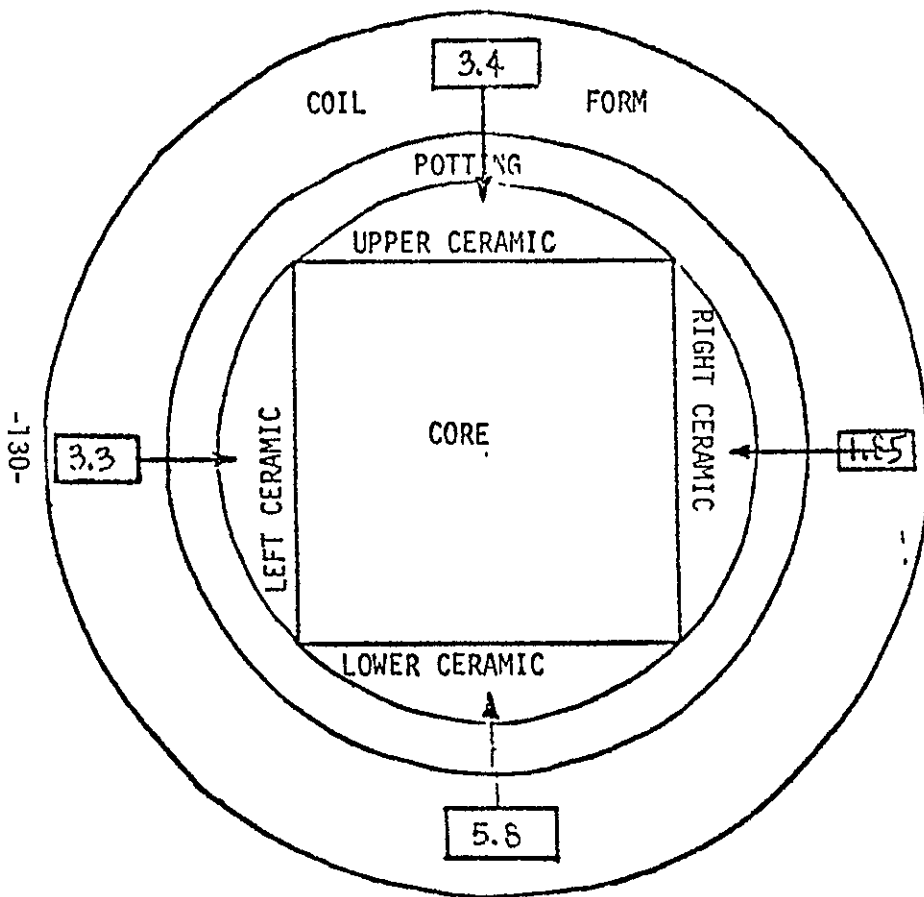 3.4
COIL FORM
POTTING
UPPER CERAMIC
RIGHT CERAMIC
LEFT CERAMIC
CORE
-130-
3.3
LOWER CERAMIC
5.8